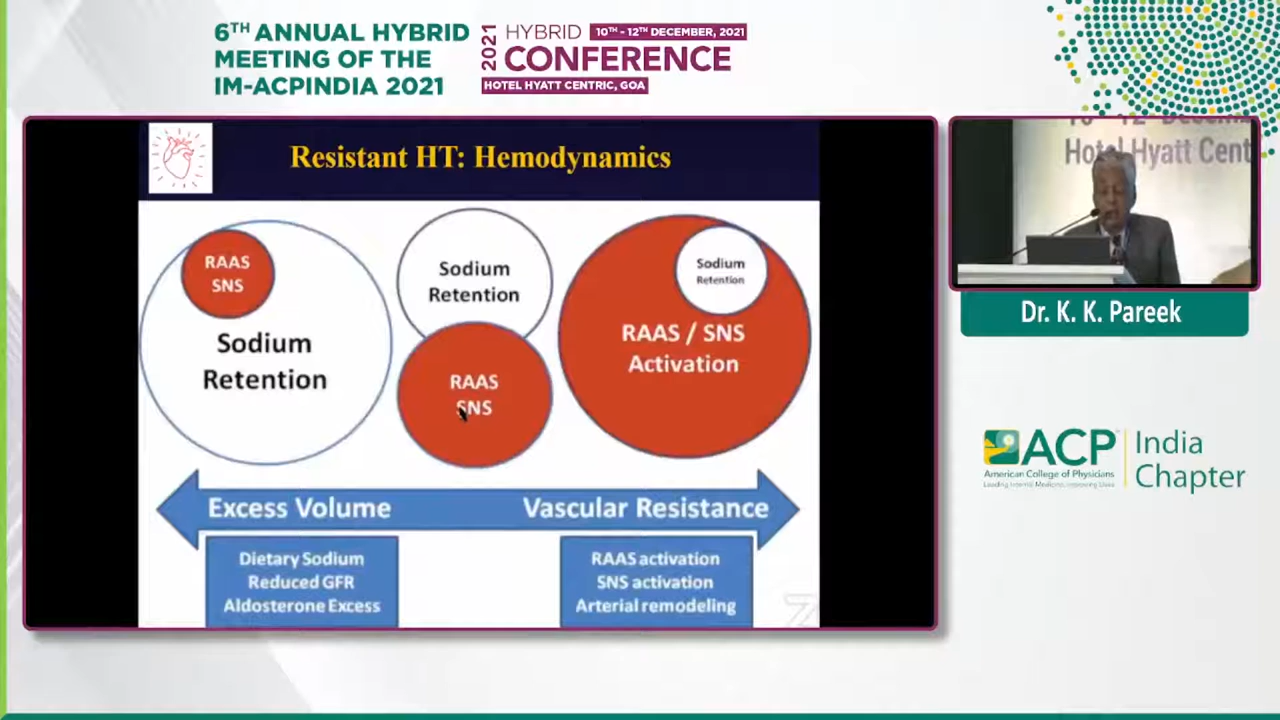 6TH ANNUAL HYBRID
MEETING OF THE
IM-ACPINDIA 2021
2021
HYBRID
10TH - 12TH DECEMBER, 2021
CONFERENCE
HOTEL HYATT CENTRIC, GOA
Resistant HT: Hemodynamics
RAAS
SNS
Sodium
Retention
Sodium
Retention
RAAS
SNS
Sodium
Retention
RAAS / SNS
Activation
Excess Volume
Vascular Resistance
Dietary Sodium
Reduced GFR
Aldosterone Excess
RAAS activation
SNS activation
Arterial remodeling
Hotel Hyatt Cent
Dr. K. K. Pareek
ACP
American College of Physicians
Leading Internal Medicine, Improving Lives
India
Chapter